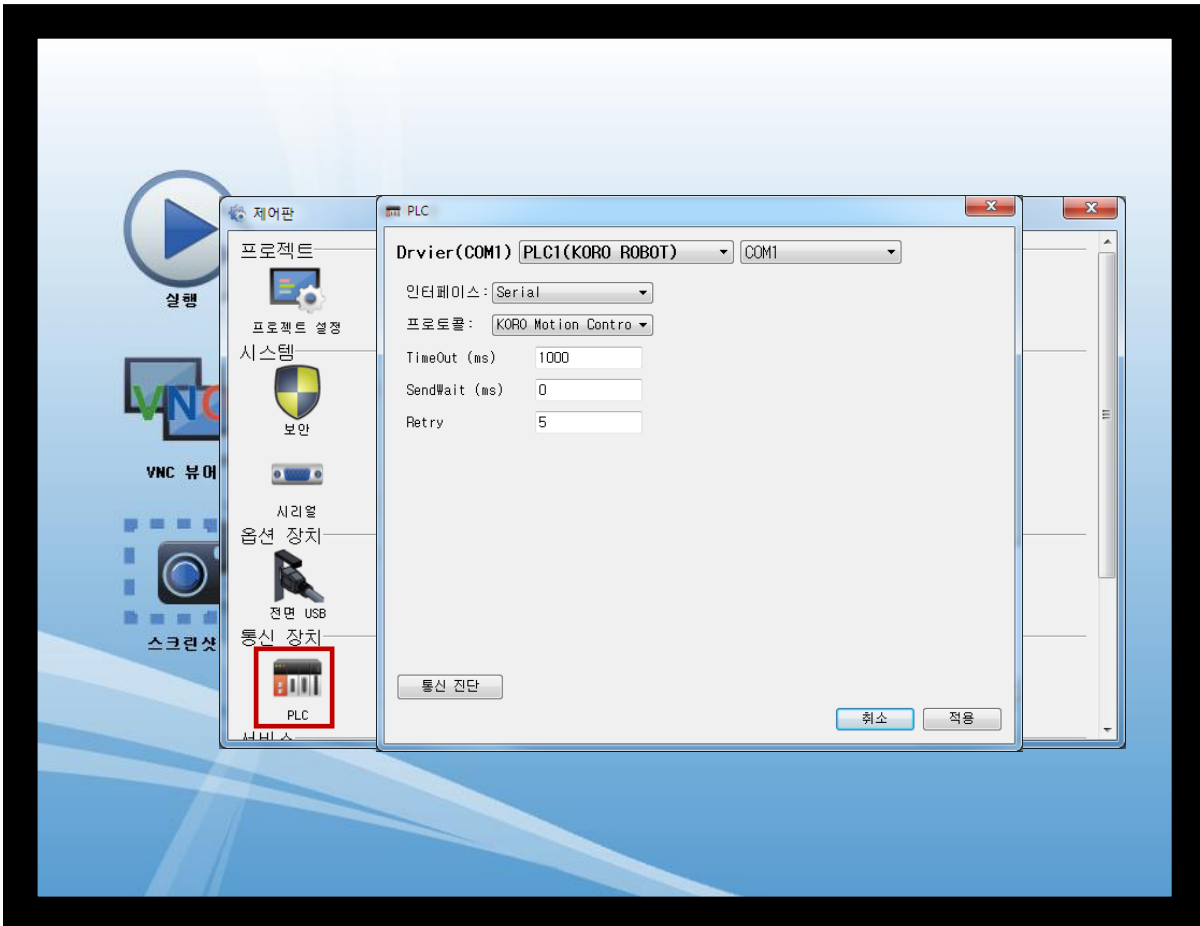 실행
VNC
VNC 뷰어
스크린샷
제어판
프로젝트
프로젝트 설정
시스템
보안
시리얼
옵션 장치
전면 USB
통신 장치
PLC
서비스
PLC
Drvier(COM1) PLC1(KORO ROBOT) COM1
인터페이스: Serial
프로토콜: KORO Motion Contro
TimeOut (ms) 1000
SendWait (ms) 0
Retry 5
통신 진단
취소 적용